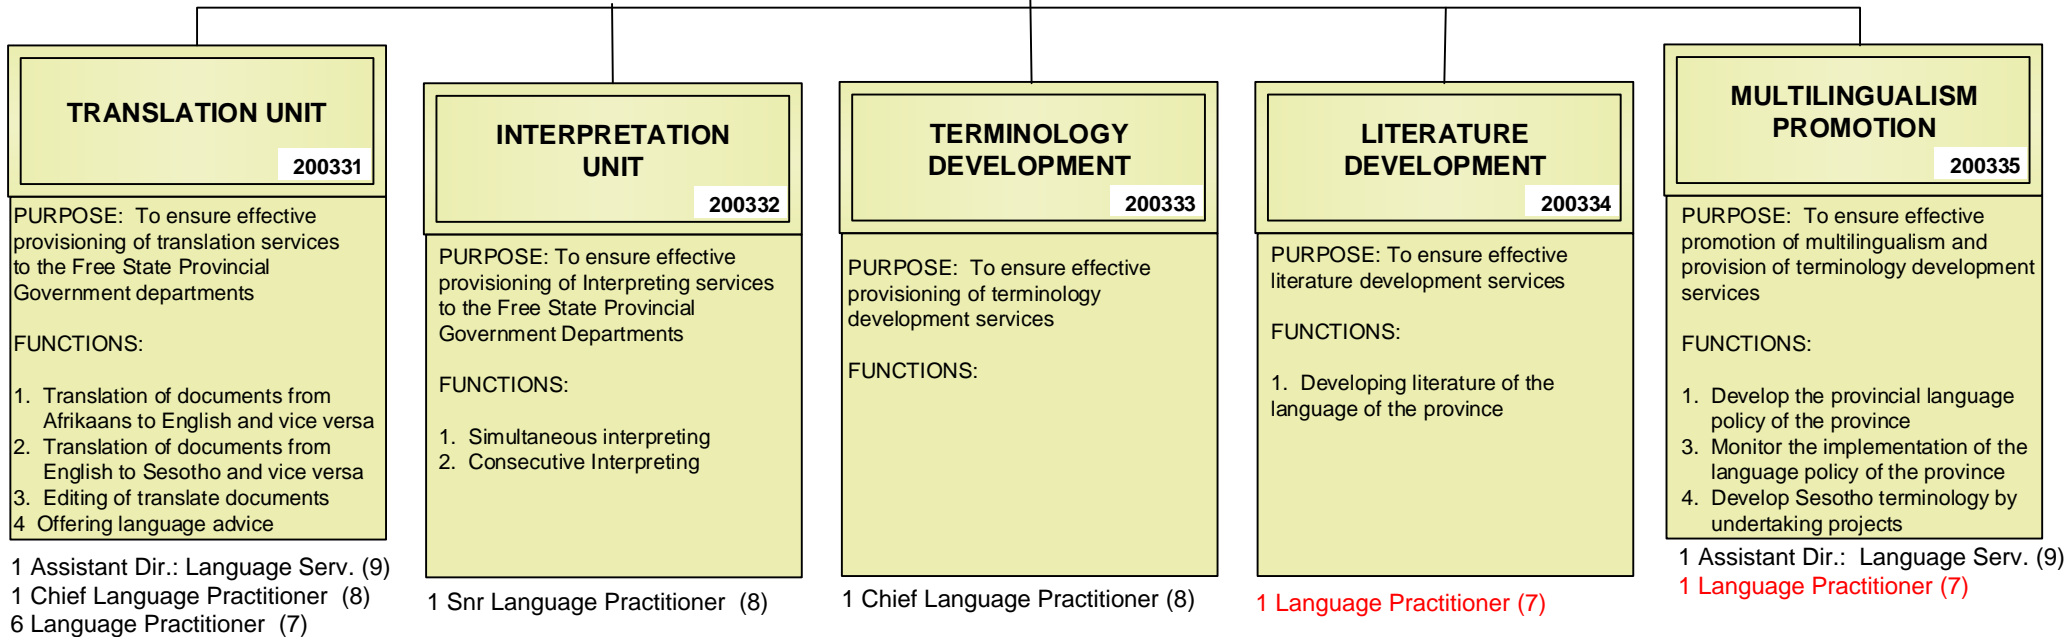 TRANSLATION UNIT
200331
PURPOSE: To ensure effective
provisioning of translation services
to the Free State Provincial
Government departments
FUNCTIONS:
1. Translation of documents from
Afrikaans to English and vice versa
2. Translation of documents from
English to Sesotho and vice versa
3. Editing of translate documents
4 Offering language advice
1 Assistant Dir.: Language Serv. (9)
1 Chief Language Practitioner (8)
6 Language Practitioner (7)
INTERPRETATION
UNIT
200332
PURPOSE: To ensure effective
provisioning of Interpreting services
to the Free State Provincial
Government Departments
FUNCTIONS:
1. Simultaneous interpreting
2. Consecutive Interpreting
1 Snr Language Practitioner (8)
TERMINOLOGY
DEVELOPMENT
200333
PURPOSE: To ensure effective
provisioning of terminology
development services
FUNCTIONS:
1 Chief Language Practitioner (8)
LITERATURE
DEVELOPMENT
200334
PURPOSE: To ensure effective
literature development services
FUNCTIONS:
1. Developing literature of the
language of the province
1 Language Practitioner (7)
MULTILINGUALISM
PROMOTION
200335
PURPOSE: To ensure effective
promotion of multilingualism and
provision of terminology development
services
FUNCTIONS:
1. Develop the provincial language
policy of the province
3. Monitor the implementation of the
language policy of the province
4. Develop Sesotho terminology by
undertaking projects
1 Assistant Dir.: Language Serv. (9)
1 Language Practitioner (7)